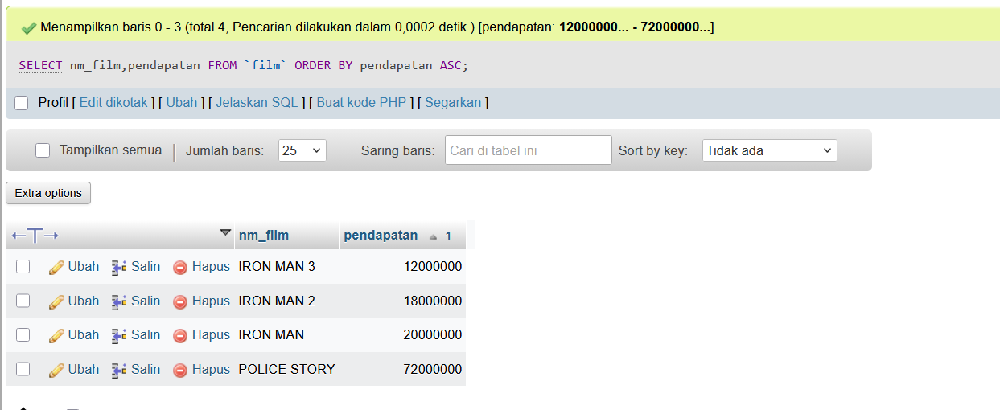 Menampilkan baris 0 - 3 (total 4, Pencarian dilakukan dalam 0,0002 detik.) [pendapatan: 12000000... - 72000000...]
SELECT nm_film,pendapatan FROM `film` ORDER BY pendapatan ASC;
Profil [ Edit dikotak ] [ Ubah ] [ Jelaskan SQL ] [ Buat kode PHP ] [ Segarkan ]
Tampilkan semua | Jumlah baris: 25 Saring baris: Cari di tabel ini Sort by key: Tidak ada
Extra options
←T→ nm_film pendapatan 1
Ubah Salin Hapus IRON MAN 3 12000000
Ubah Salin Hapus IRON MAN 2 18000000
Ubah Salin Hapus IRON MAN 20000000
Ubah Salin Hapus POLICE STORY 72000000